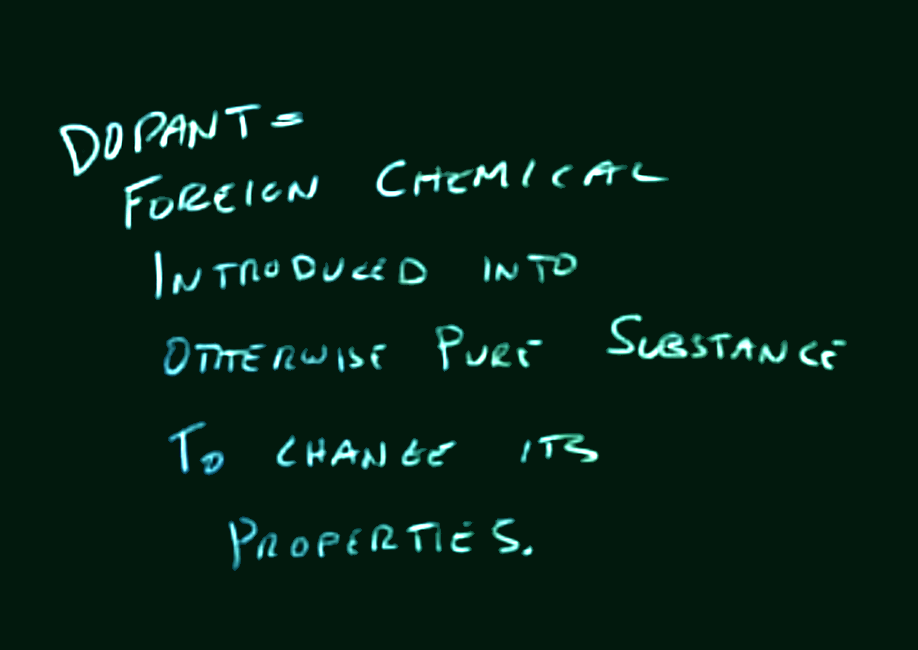 DOPANT =
FOREIGN CHEMICAL
INTRODUCED INTO
OTHERWISE PURE SUBSTANCE
TO CHANGE ITS
PROPERTIES.